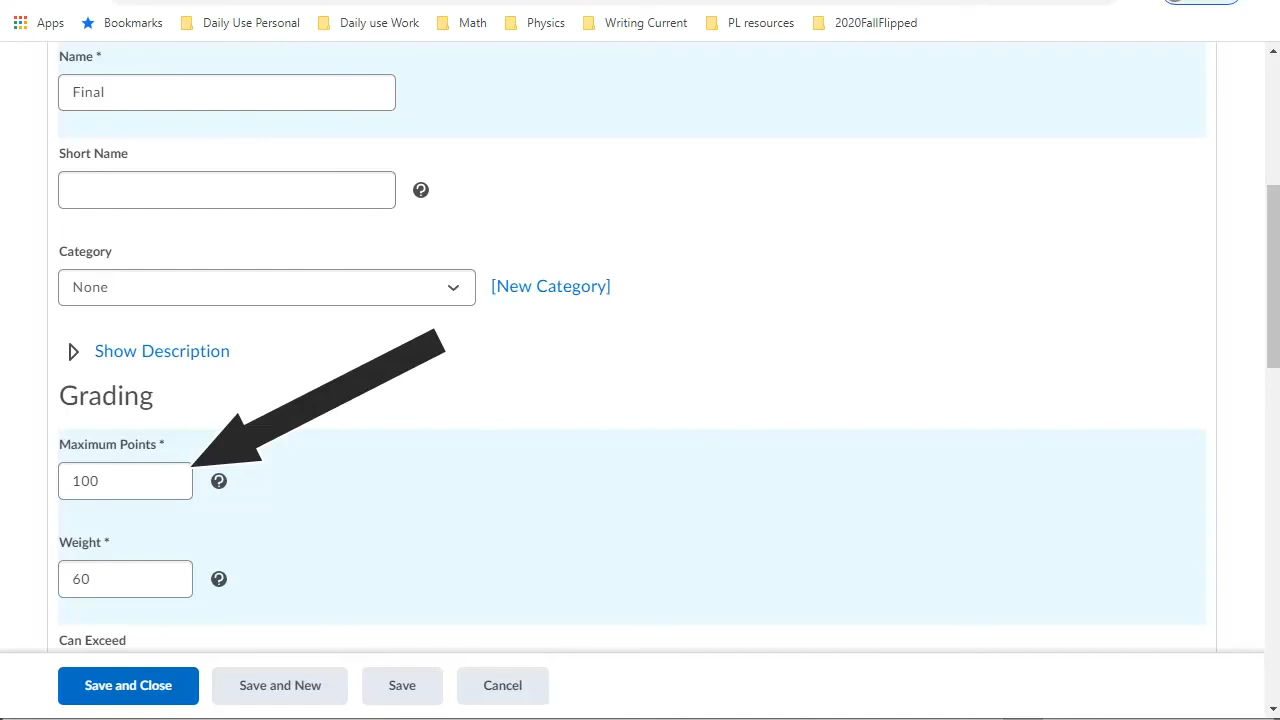 Apps Bookmarks Daily Use Personal Daily use Work Math Physics Writing Current PL resources 2020FallFlipped
Name *
Final
Short Name
Category
None [New Category]
Show Description
Grading
Maximum Points *
100
Weight *
60
Can Exceed
Save and Close Save and New Save Cancel